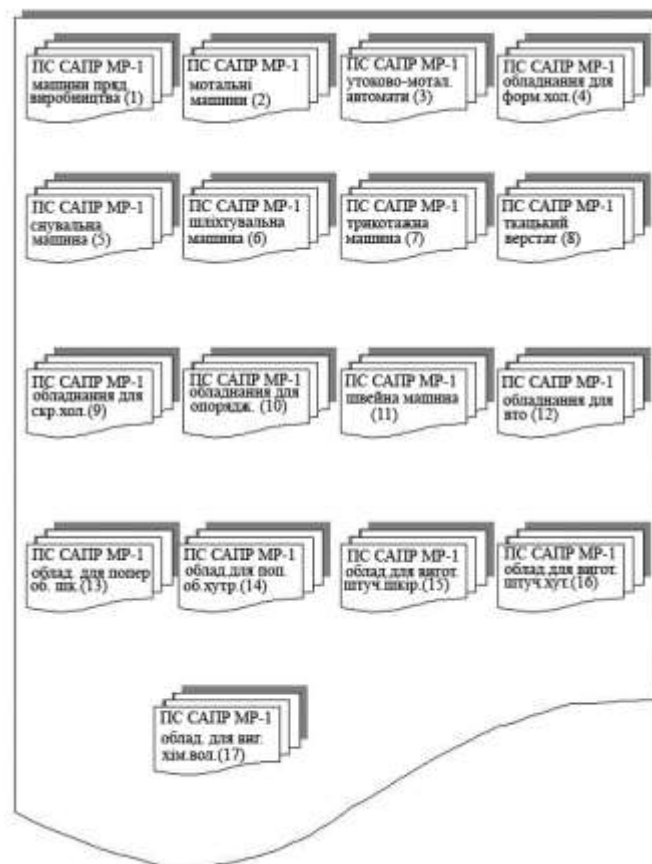 ПС САПР МР-1
машини пряд
виробництва (1)
ПС САПР МР-1
мотальні
машини (2)
ПС САПР МР-1
утоково-мотал.
автомати (3)
ПС САПР МР-1
обладнання для
форм.хол. (4)
ПС САПР МР-1
снувальна
машина (5)
ПС САПР МР-1
шліхтувальна
машина (6)
ПС САПР МР-1
трикотажна
машина (7)
ПС САПР МР-1
ткацький
верстат (8)
ПС САПР МР-1
обладнання для
скр.хол.(9)
ПС САПР МР-1
обладнання для
опорядж. (10)
ПС САПР МР-1
швейна машина
(11)
ПС САПР МР-1
обладнання для
вто (12)
ПС САПР МР-1
облад. для попер
об. шк.(13)
ПС САПР МР-1
облад.для поп.
об.хутр.(14)
ПС САПР МР-1
облад.для вигот.
штуч.шкір.(15)
ПС САПР МР-1
облад.для вигот.
штуч.хут.(16)
ПС САПР МР-1
облад. для виг.
хім.вол.(17)